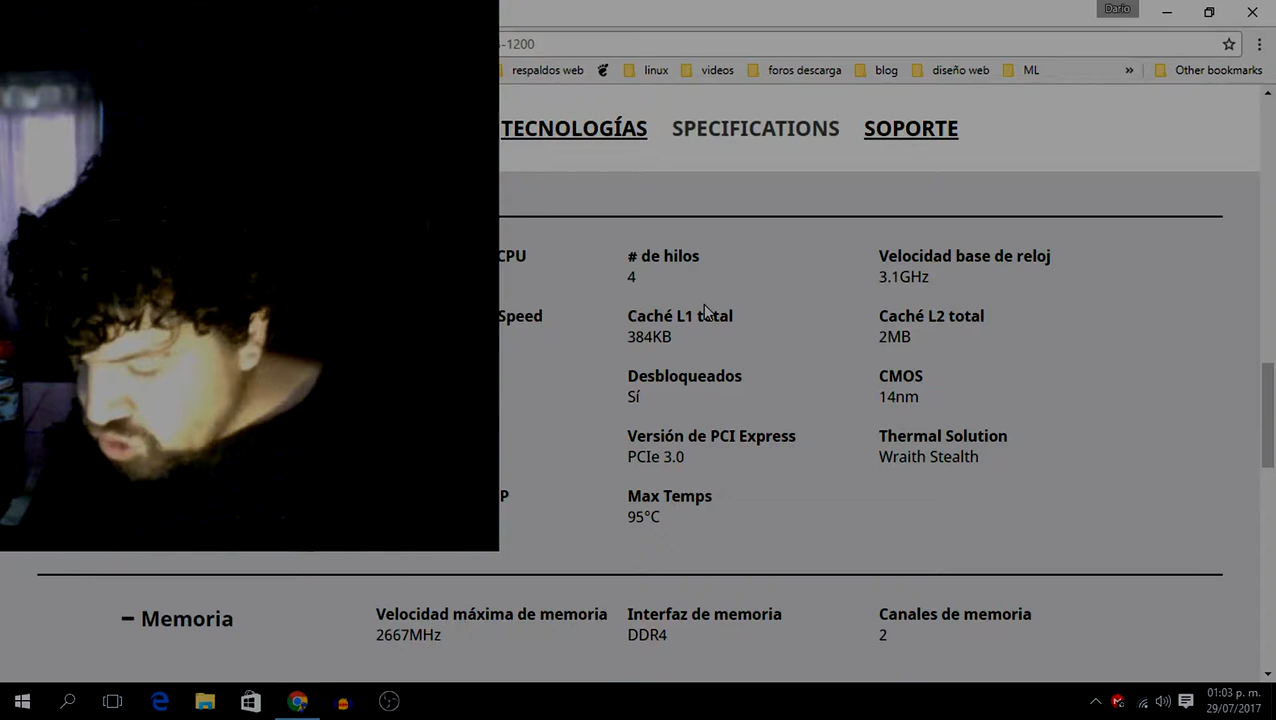 Darío
-1200
respaldos web linux videos foros descarga blog diseño web ML » Other bookmarks
TECNOLOGÍAS SPECIFICATIONS SOPORTE
CPU # de hilos Velocidad base de reloj
4 3.1GHz
Speed Caché L1 total Caché L2 total
384KB 2MB
Desbloqueados CMOS
Sí 14nm
Versión de PCI Express Thermal Solution
PCIe 3.0 Wraith Stealth
P Max Temps
95°C
Memoria Velocidad máxima de memoria Interfaz de memoria Canales de memoria
2667MHz DDR4 2
01:03 p. m.
29/07/2017